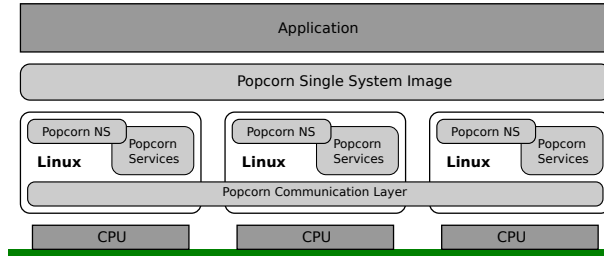 Application
Popcorn Single System Image
Popcorn NS
Popcorn NS
Popcorn NS
Linux
Popcorn
Services
Linux
Popcorn
Services
Linux
Popcorn
Services
Popcorn Communication Layer
CPU
CPU
CPU